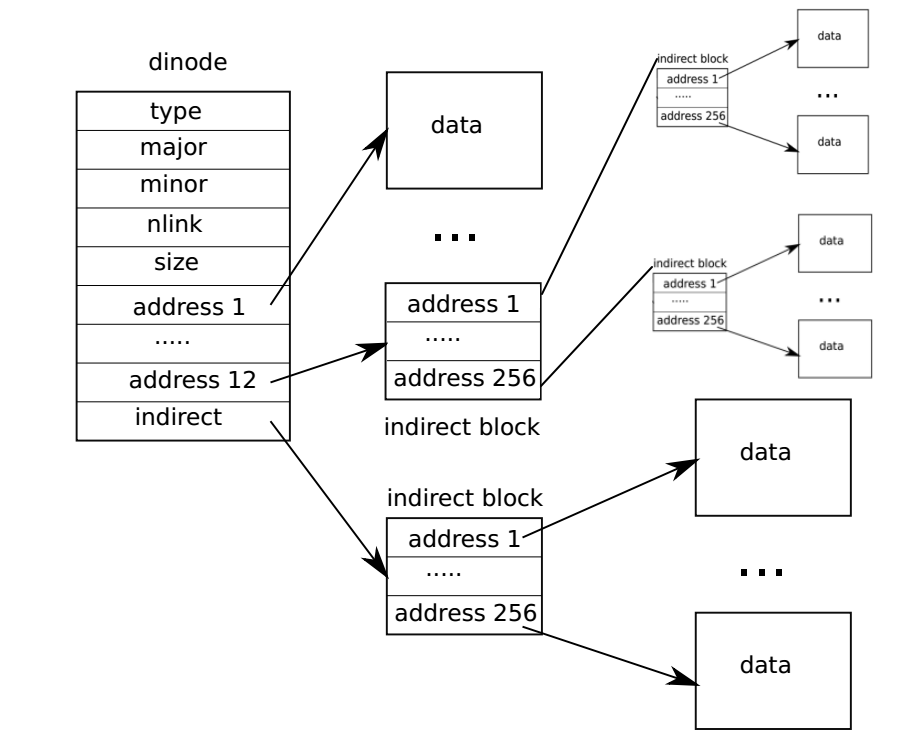 dinode
type
major
minor
nlink
size
address 1
.....
address 12
indirect
data
...
address 1
.....
address 256
indirect block
indirect block
address 1
.....
address 256
indirect block
address 1
.....
address 256
data
...
data
indirect block
address 1
.....
address 256
data
...
data
data
...
data